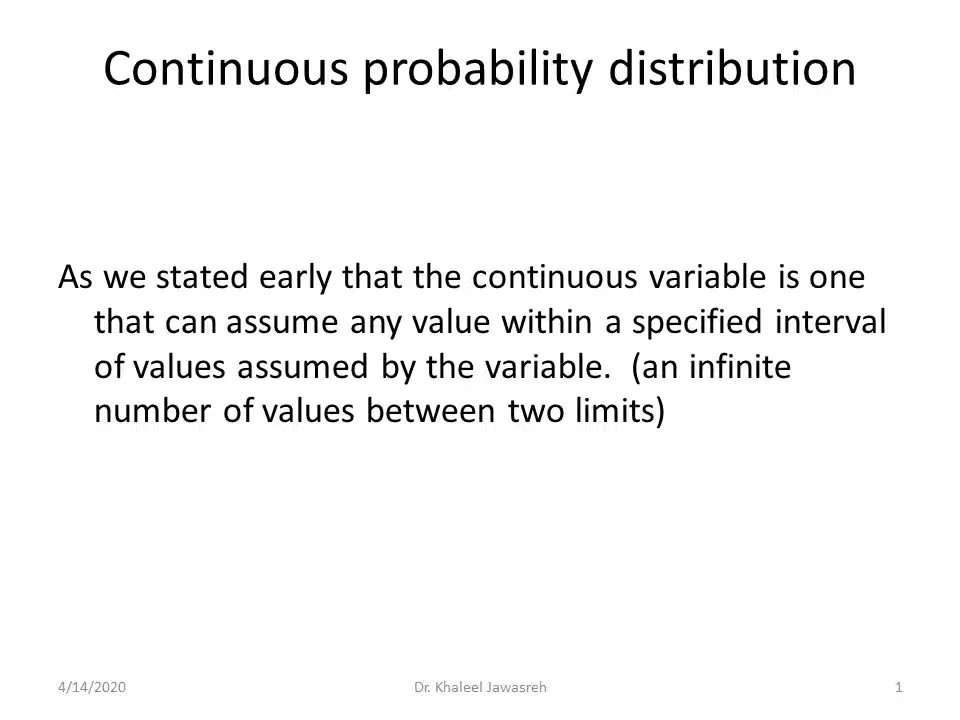 Continuous probability distribution
As we stated early that the continuous variable is one
that can assume any value within a specified interval
of values assumed by the variable.  (an infinite
number of values between two limits)
4/14/2020
Dr. Khaleel Jawasreh
1